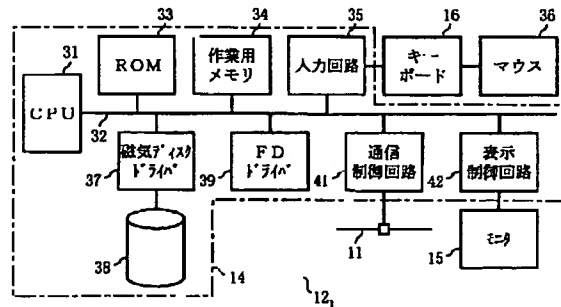 33
34
35
16
36
31
ROM
作業用
メモリ
入力回路
キー
ボード
マウス
CPU
32
磁気ディスク
ドライバ
FD
ドライバ
通信
制御回路
表示
制御回路
37
39
41
42
38
14
11
15
モニタ
12₁